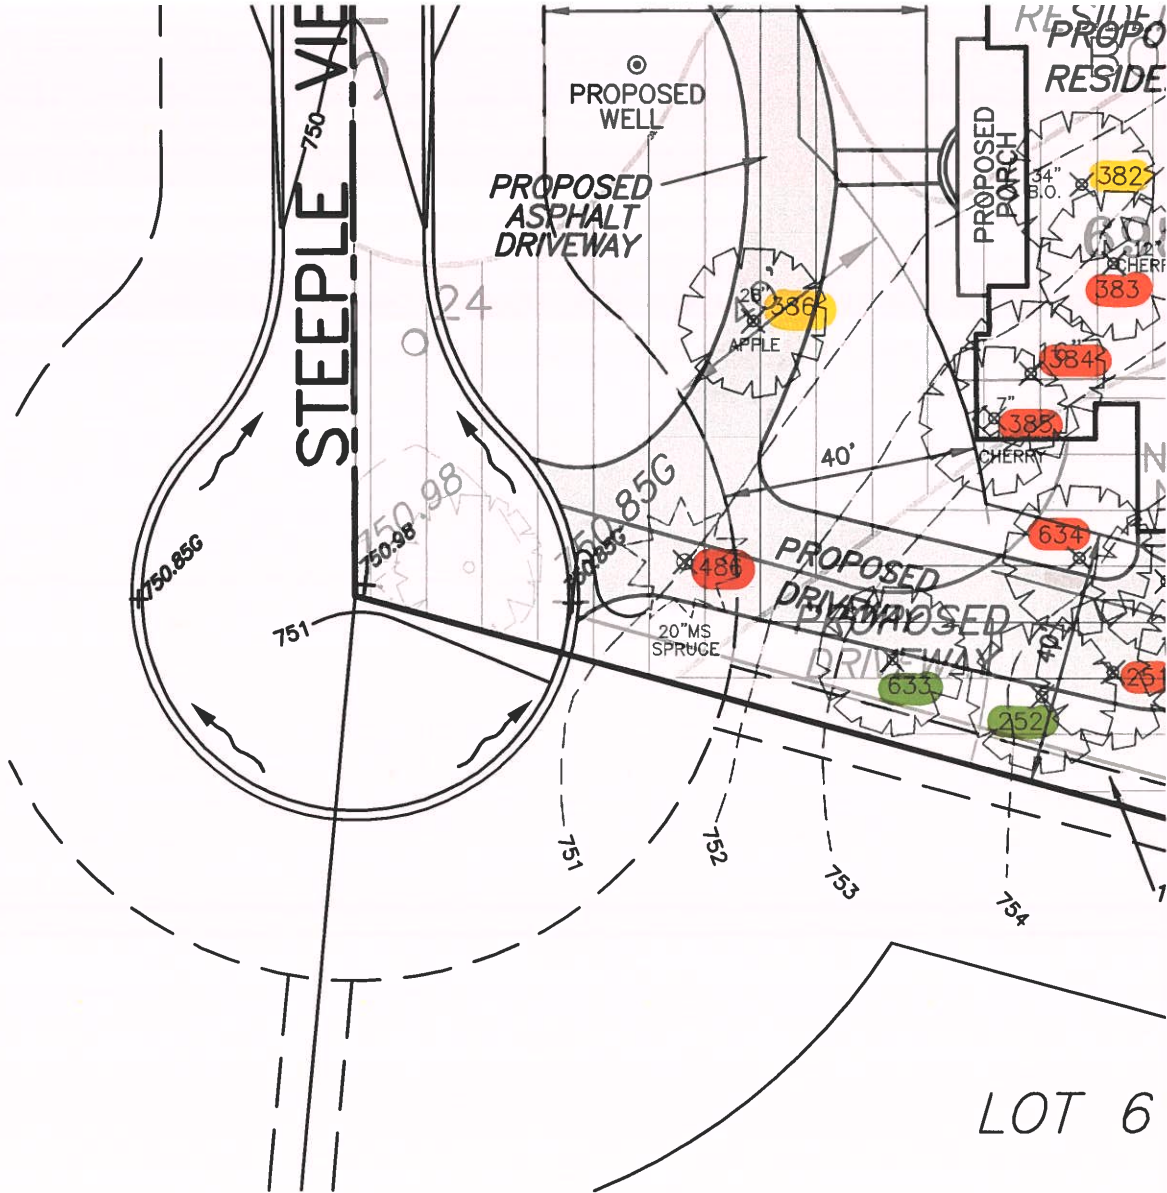 STEEPLE VIE
750
24
PROPOSED
WELL
PROPOSED
ASPHALT
DRIVEWAY
PROPO
RESIDE
PROPOSED
PORCH
34"
B.O.
382
12"
CHERR
383
384
7"
385
CHERRY
386
APPLE
40'
634
750.98
750.98
750.85G
750.85G
750.85G
751
486
20"MS
SPRUCE
PROPOSED
DRIVEWAY
PROPOSED
DRIVEWAY
40'
633
252
251
751
752
753
754
LOT 6